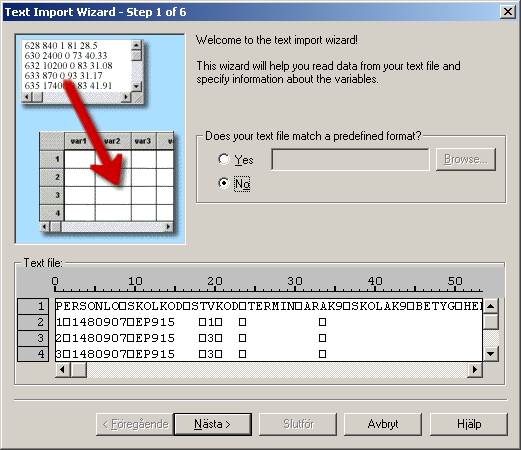 Text Import Wizard - Step 1 of 6
628 840 1 81 28.5
630 2400 0 73 40.33
632 10200 0 83 31.08
633 870 0 93 31.17
635 1740 83 41.91
var1 var2 var3 v
1
2
3
4
Welcome to the text import wizard!
This wizard will help you read data from your text file and
specify information about the variables.
Does your text file match a predefined format?
Yes
Browse...
No
Text file:
0 10 20 30 40 50
1 PERSONLO□SKOLKOD□STVKOD□TERMIN□ARAK9□SKOLAK9□BETYG□HEL
2 1□1480907□EP915 □1□ □ □
3 2□1480907□EP915 □3□ □ □
4 3□1480907□EP915 □3□ □ □
< Föregående Nästa > Slutför Avbryt Hjälp